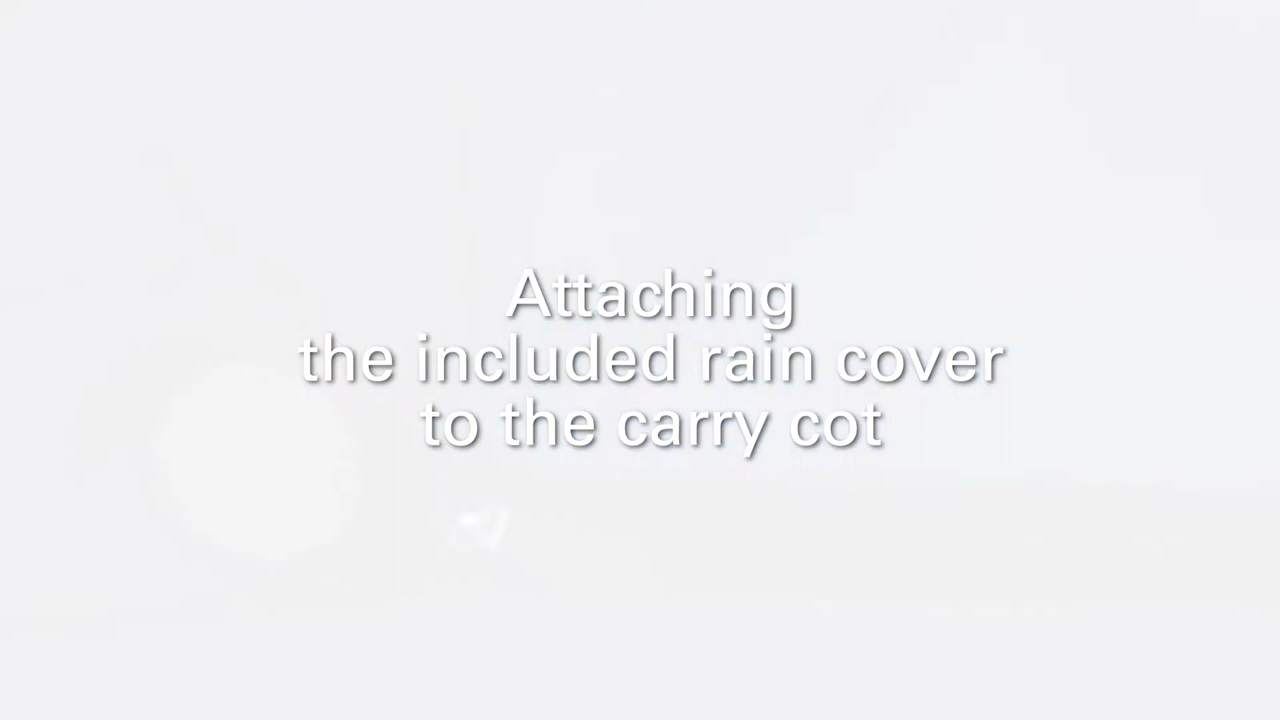 Attaching
the included rain cover
to the carry cot